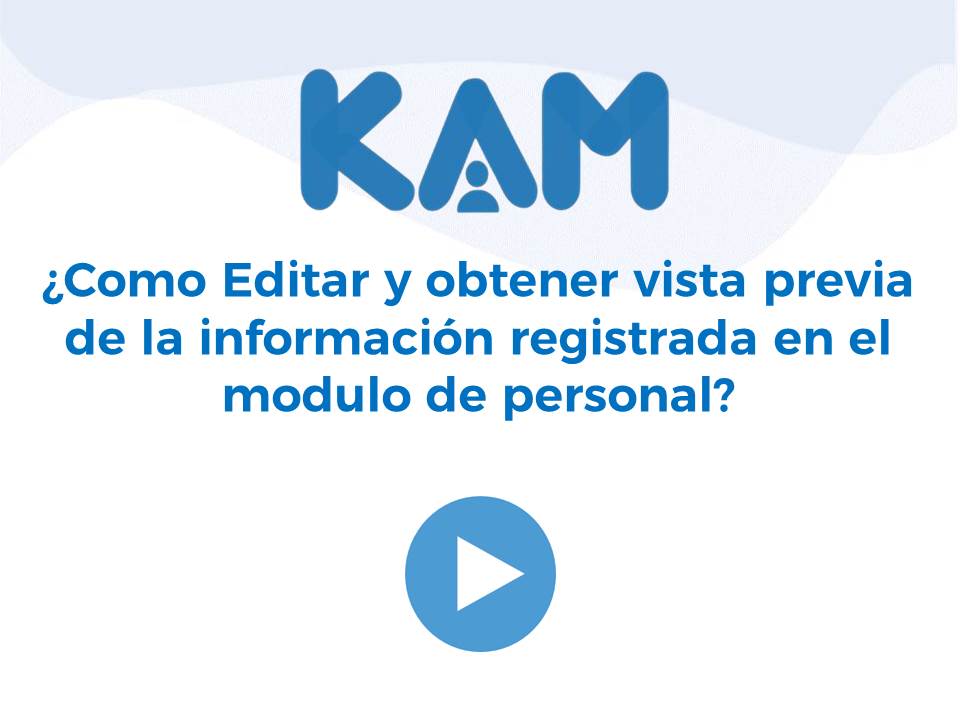 KAM
¿Como Editar y obtener vista previa
de la información registrada en el
modulo de personal?